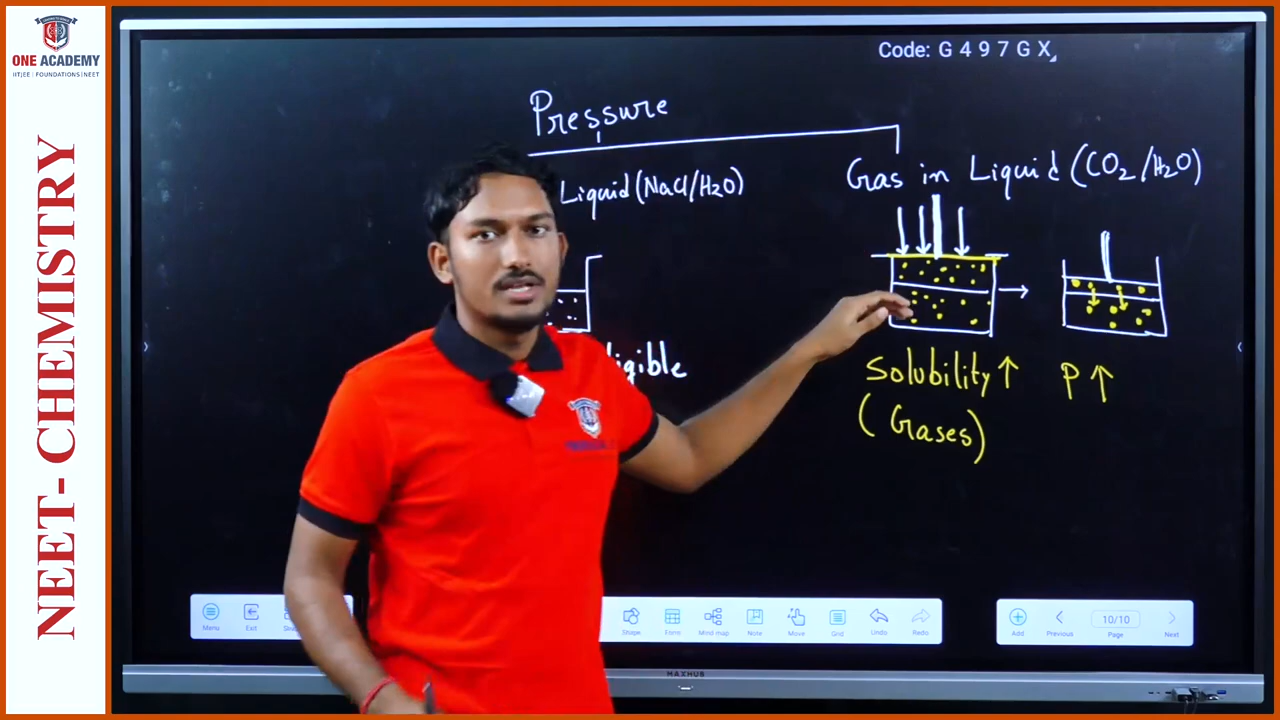 ONE ACADEMY
IIT|JEE | FOUNDATIONS | NEET
NEET- CHEMISTRY
Code: G 4 9 7 G X
Pressure
Liquid (NaCl/H2O)
Gas in Liquid (CO2/H2O)
igible
Solubility ↑ P ↑
(Gases)
Menu Exit Shape Form Mind map Note Move Grid Undo Redo Add Previous 10/10 Page Next
MAXHUB